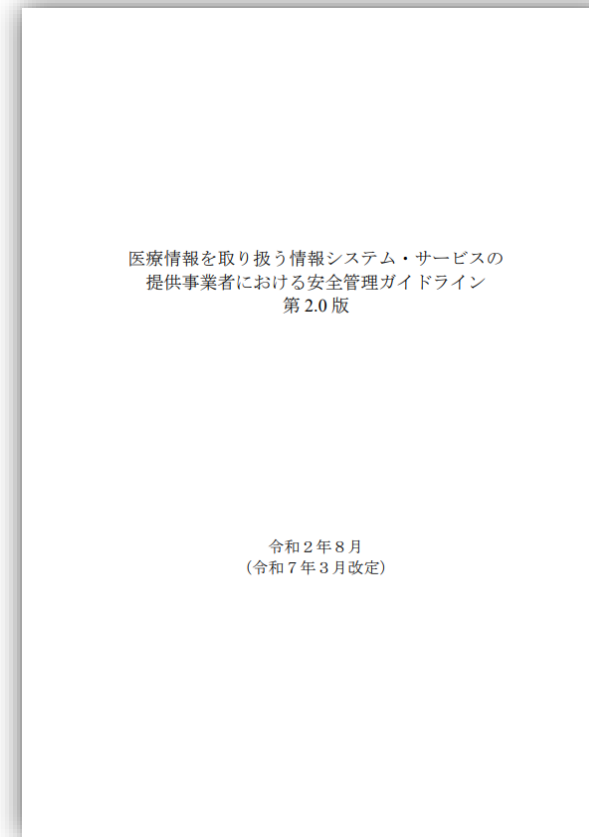 医療情報を取り扱う情報システム・サービスの
提供事業者における安全管理ガイドライン
第 2.0 版
令和２年８月
（令和７年３月改定）